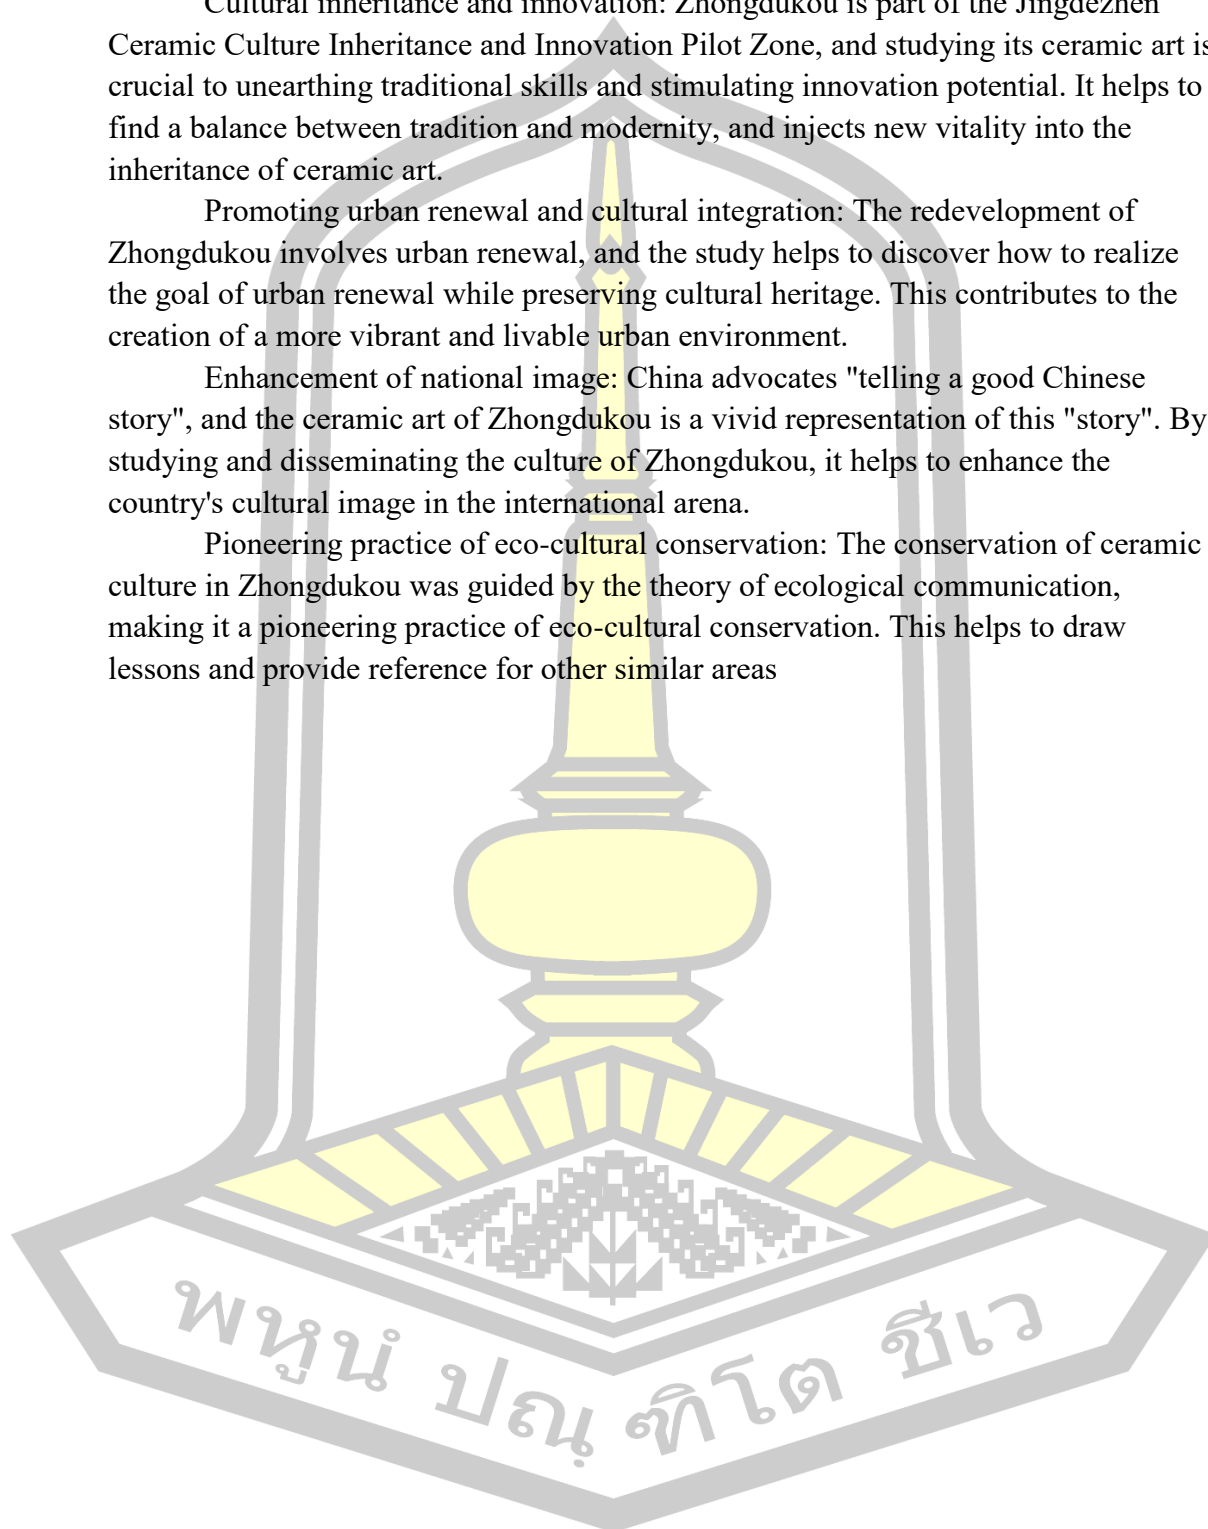 Cultural inheritance and innovation: Zhongdukou is part of the Jingdezhen
Ceramic Culture Inheritance and Innovation Pilot Zone, and studying its ceramic art is
crucial to unearthing traditional skills and stimulating innovation potential. It helps to
find a balance between tradition and modernity, and injects new vitality into the
inheritance of ceramic art.
Promoting urban renewal and cultural integration: The redevelopment of
Zhongdukou involves urban renewal, and the study helps to discover how to realize
the goal of urban renewal while preserving cultural heritage. This contributes to the
creation of a more vibrant and livable urban environment.
Enhancement of national image: China advocates "telling a good Chinese
story", and the ceramic art of Zhongdukou is a vivid representation of this "story". By
studying and disseminating the culture of Zhongdukou, it helps to enhance the
country's cultural image in the international arena.
Pioneering practice of eco-cultural conservation: The conservation of ceramic
culture in Zhongdukou was guided by the theory of ecological communication,
making it a pioneering practice of eco-cultural conservation. This helps to draw
lessons and provide reference for other similar areas
พหูนํ ปณฺ ฑิโต ชีเว